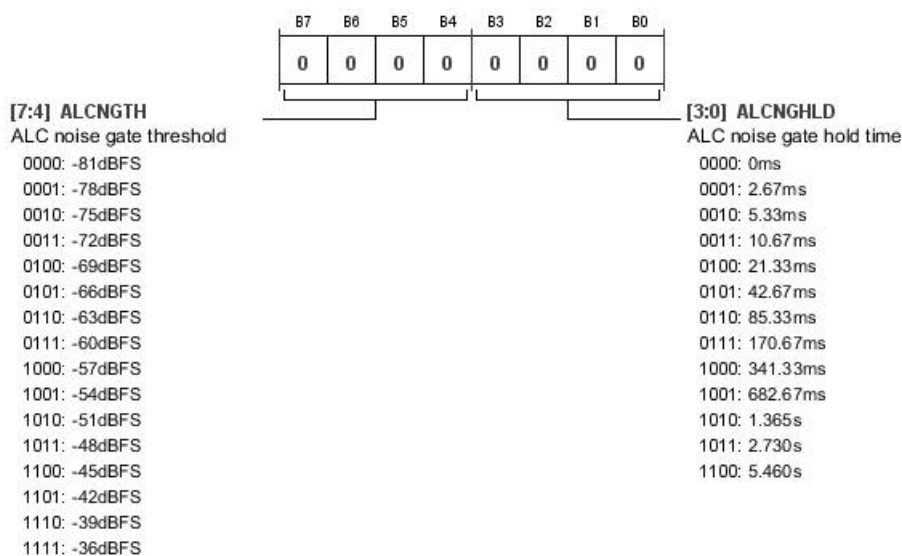 B7 B6 B5 B4 B3 B2 B1 B0
0 0 0 0 0 0 0 0
[7:4] ALCNGTH
ALC noise gate threshold
0000: -81dBFS
0001: -78dBFS
0010: -75dBFS
0011: -72dBFS
0100: -69dBFS
0101: -66dBFS
0110: -63dBFS
0111: -60dBFS
1000: -57dBFS
1001: -54dBFS
1010: -51dBFS
1011: -48dBFS
1100: -45dBFS
1101: -42dBFS
1110: -39dBFS
1111: -36dBFS
[3:0] ALCNGHLD
ALC noise gate hold time
0000: 0ms
0001: 2.67ms
0010: 5.33ms
0011: 10.67ms
0100: 21.33ms
0101: 42.67ms
0110: 85.33ms
0111: 170.67ms
1000: 341.33ms
1001: 682.67ms
1010: 1.365s
1011: 2.730s
1100: 5.460s